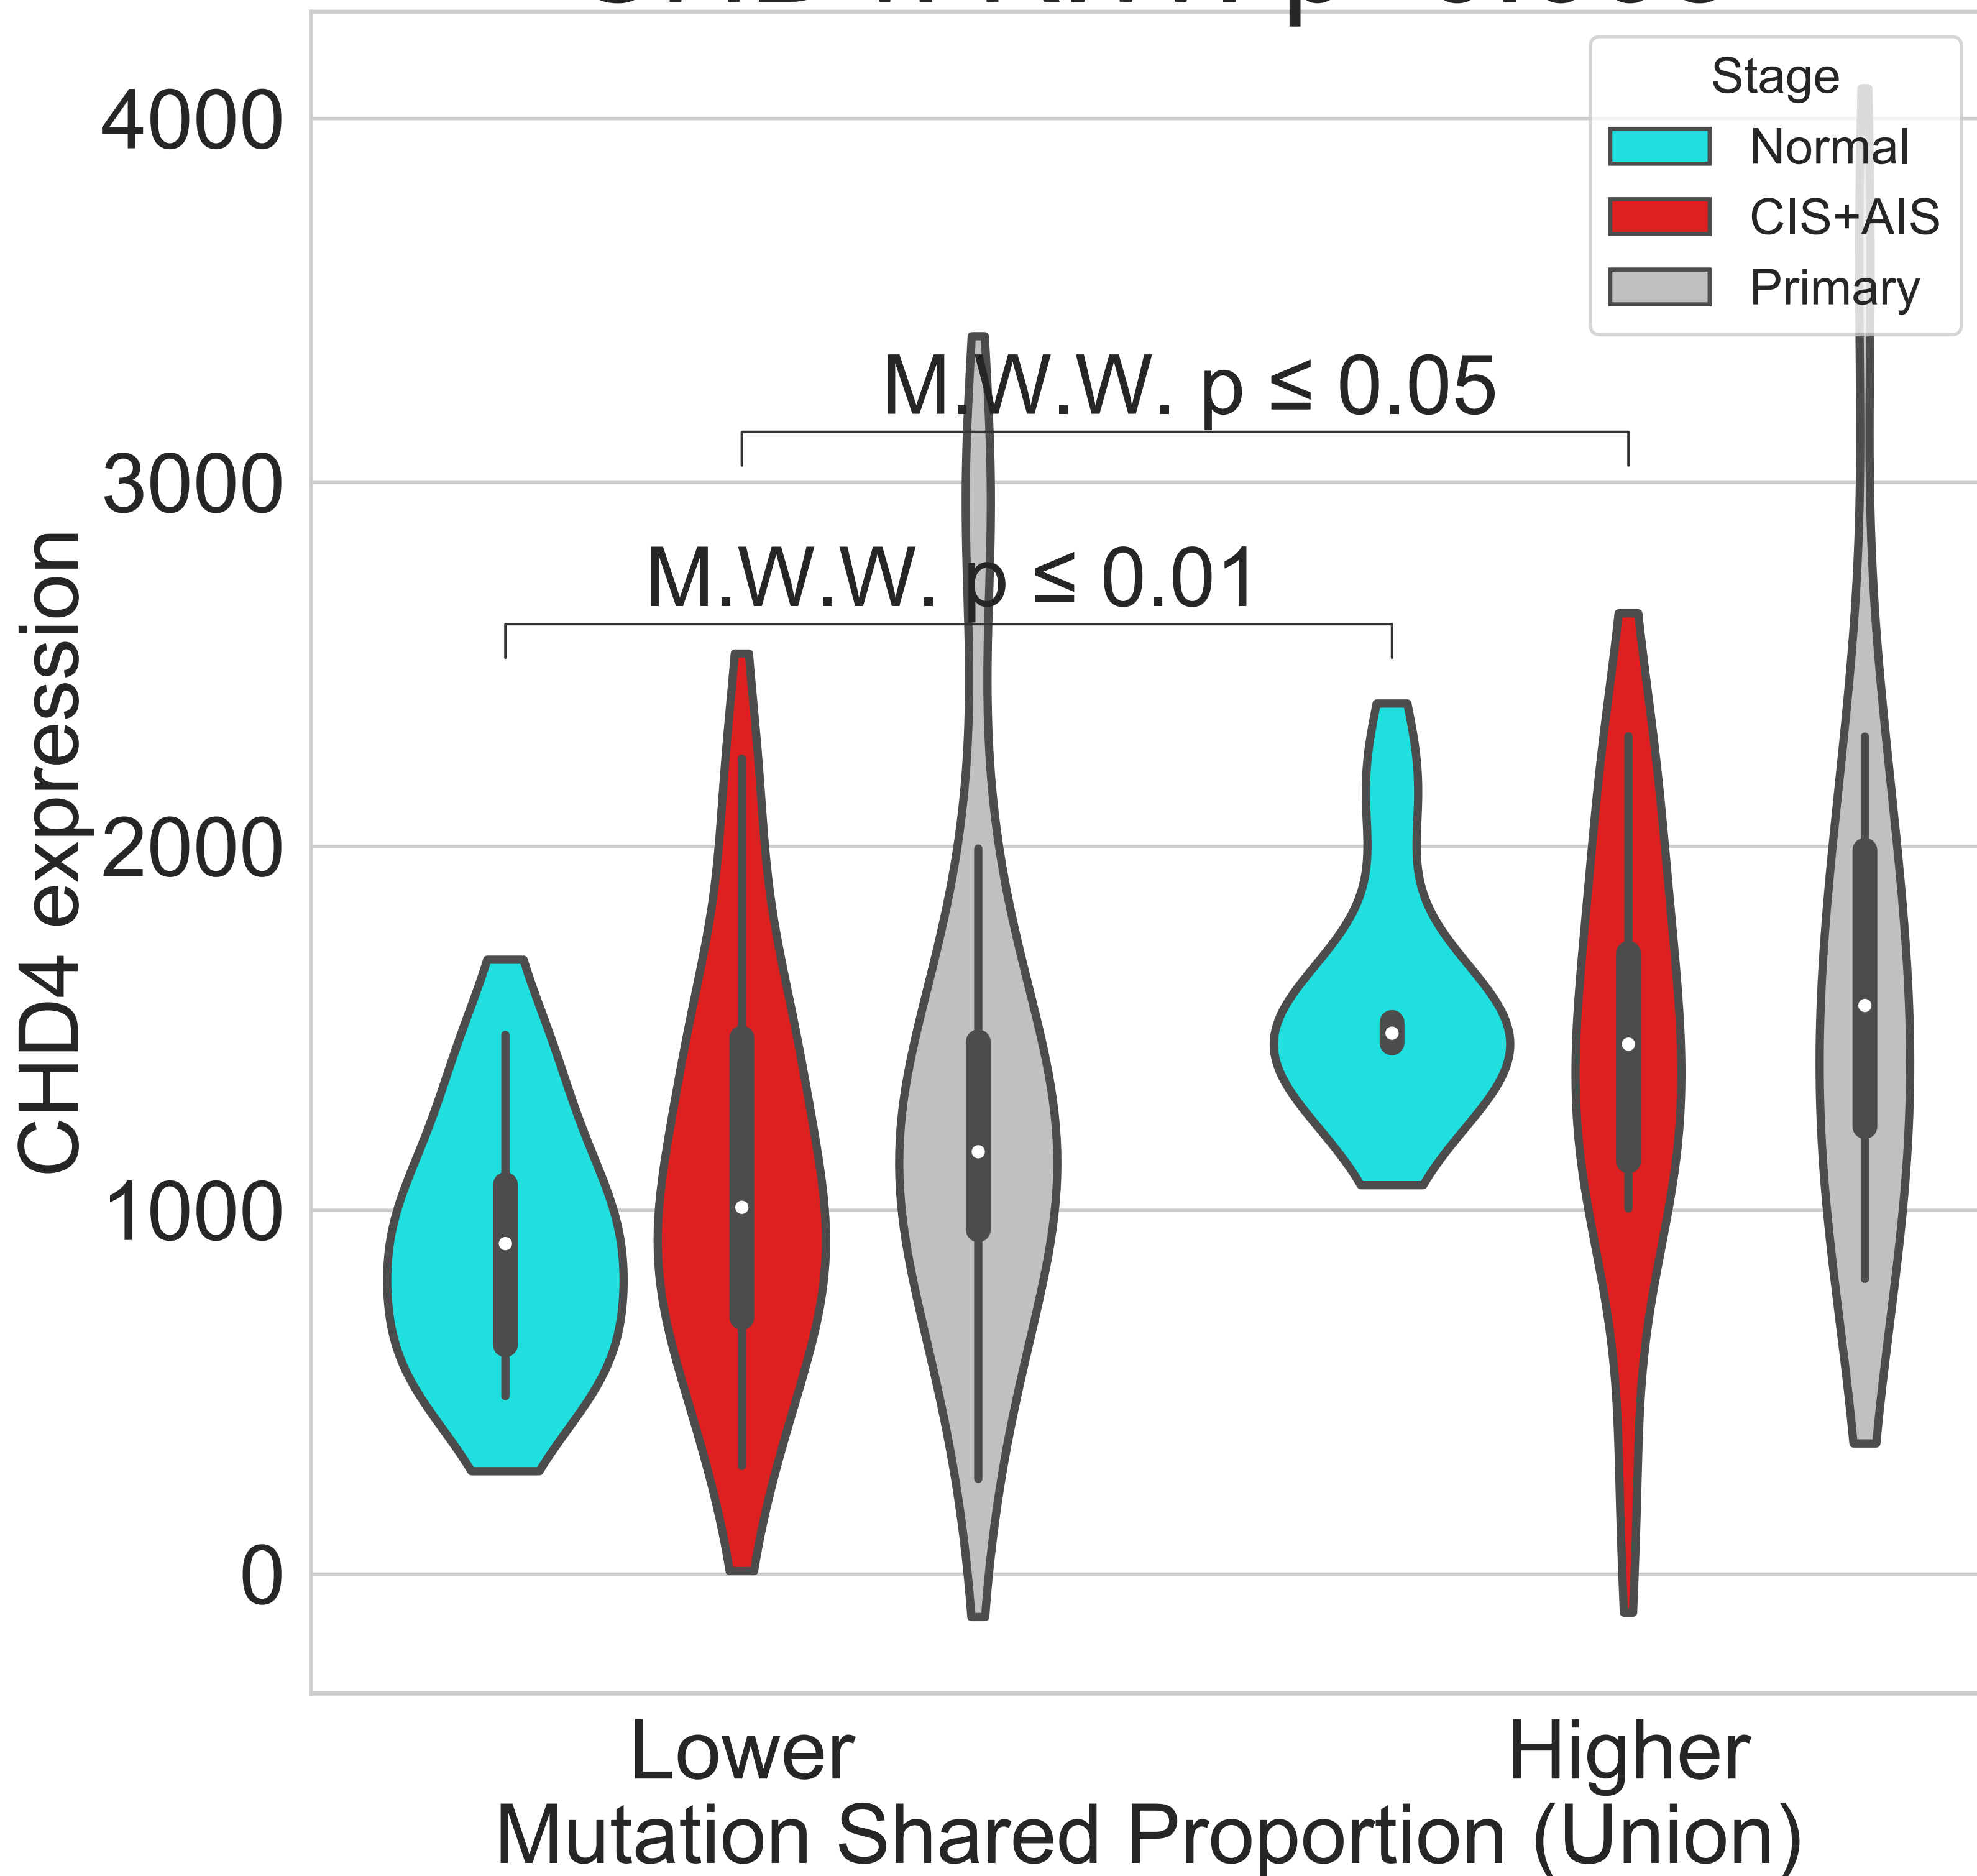 Stage
Normal
CIS+AIS
Primary
4000
3000
2000
1000
0
CHD4 expression
M.W.W. p ≤ 0.05
M.W.W. p ≤ 0.01
Lower
Higher
Mutation Shared Proportion (Union)